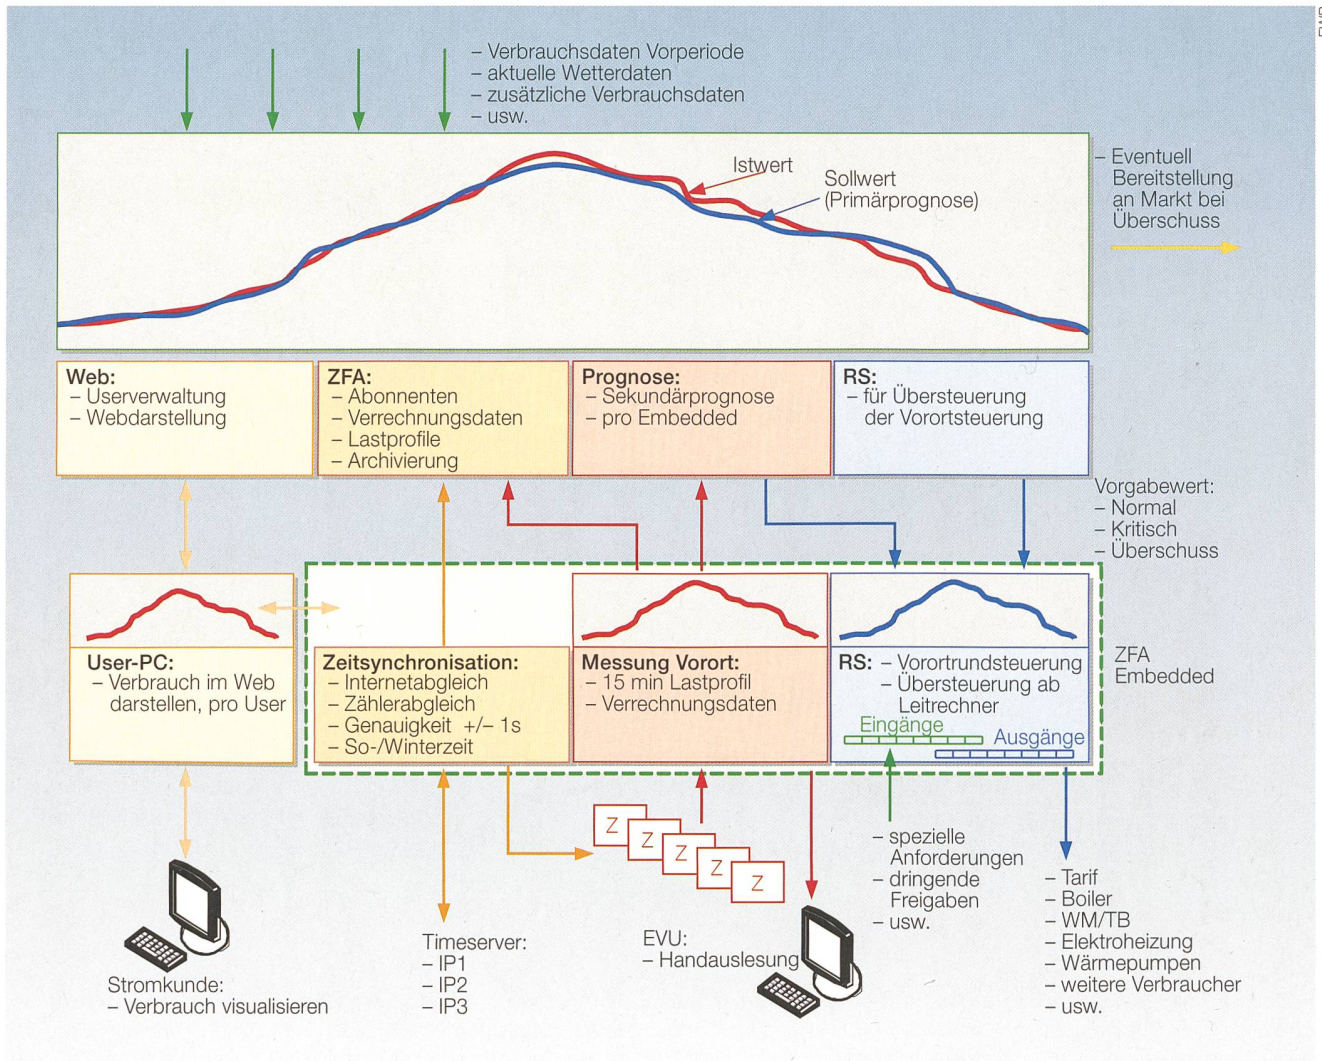 – Verbrauchsdaten Vorperiode
– aktuelle Wetterdaten
– zusätzliche Verbrauchsdaten
– usw.
Istwert
Sollwert
(Primärprognose)
– Eventuell
Bereitstellung
an Markt bei
Überschuss
Web:
– Userverwaltung
– Webdarstellung
ZFA:
– Abonnenten
– Verrechnungsdaten
– Lastprofile
– Archivierung
Prognose:
– Sekundärprognose
– pro Embedded
RS:
– für Übersteuerung
der Vorortsteuerung
Vorgabewert:
– Normal
– Kritisch
– Überschuss
User-PC:
– Verbrauch im Web
darstellen, pro User
Zeitsynchronisation:
– Internetabgleich
– Zählerabgleich
– Genauigkeit +/– 1s
– So-/Winterzeit
Messung Vorort:
– 15 min Lastprofil
– Verrechnungsdaten
RS: – Vorortrundsteuerung
– Übersteuerung ab
Leitrechner
Eingänge
Ausgänge
ZFA
Embedded
Z
Z
Z
Z
Z
Stromkunde:
– Verbrauch visualisieren
Timeserver:
– IP1
– IP2
– IP3
EVU:
– Handauslesung
– spezielle
Anforderungen
– dringende
Freigaben
– usw.
– Tarif
– Boiler
– WM/TB
– Elektroheizung
– Wärmepumpen
– weitere Verbraucher
– usw.